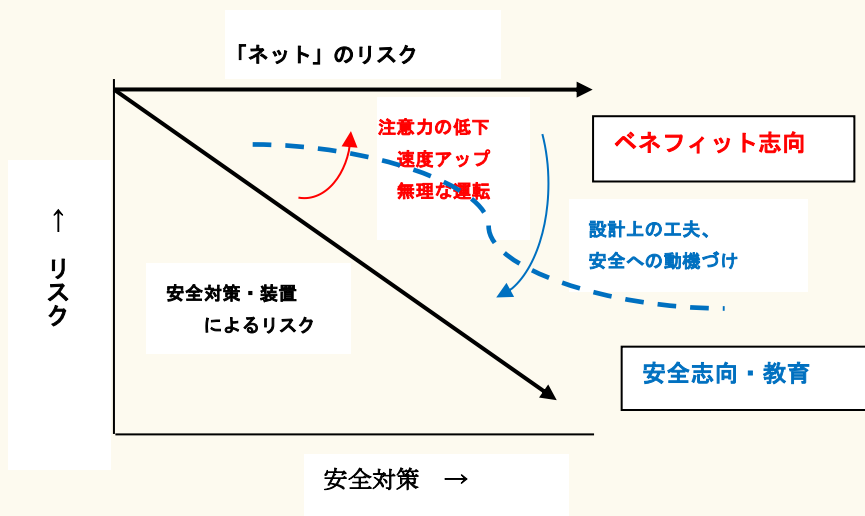 「ネット」のリスク
注意力の低下
速度アップ
無理な運転
ベネフィット志向
設計上の工夫、
安全への動機づけ
↑ リスク
安全対策・装置
によるリスク
安全志向・教育
安全対策 →